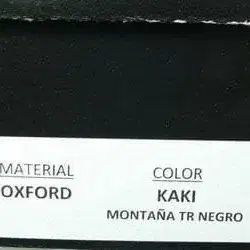 MATERIAL COLOR
OXFORD KAKI
MONTAÑA TR NEGRO